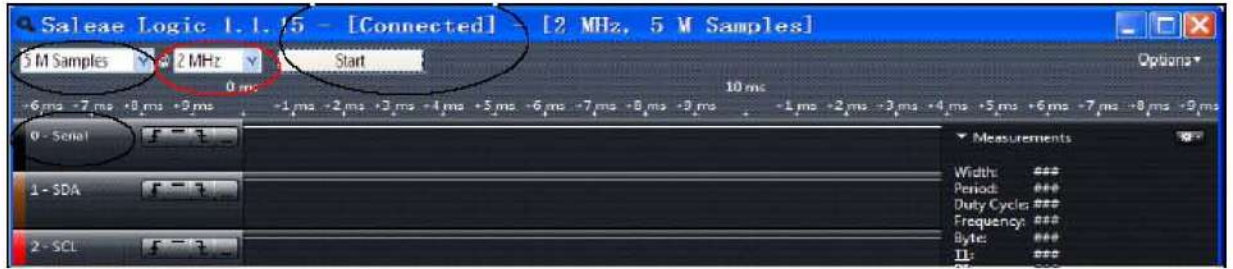 Saleae Logic 1.1.15 - [Connected] - [2 MHz, 5 M Samples]
5 M Samples @ 2 MHz Start Options
0 ms 10 ms
+6 ms +7 ms +8 ms +9 ms +1 ms +2 ms +3 ms +4 ms +5 ms +6 ms +7 ms +8 ms +9 ms +1 ms +2 ms +3 ms +4 ms +5 ms +6 ms +7 ms +8 ms +9 ms
0 - Serial
Measurements
Width: ###
1 - SDA
Period: ###
Duty Cycle: ###
Frequency: ###
2 - SCL
Byte: ###
T1: ###